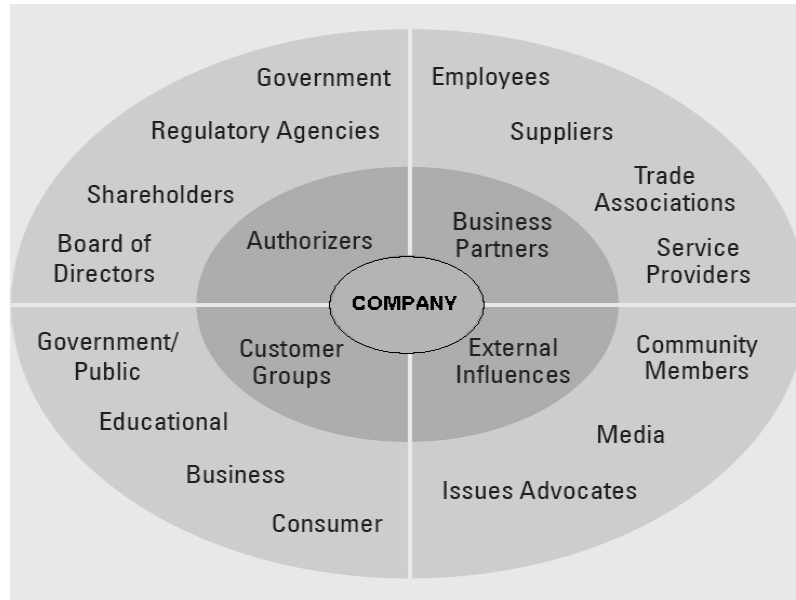 Government
Employees
Regulatory Agencies
Suppliers
Shareholders
Trade
Associations
Board of
Directors
Authorizers
Business
Partners
Service
Providers
COMPANY
Government/
Public
Customer
Groups
External
Influences
Community
Members
Educational
Media
Business
Issues Advocates
Consumer